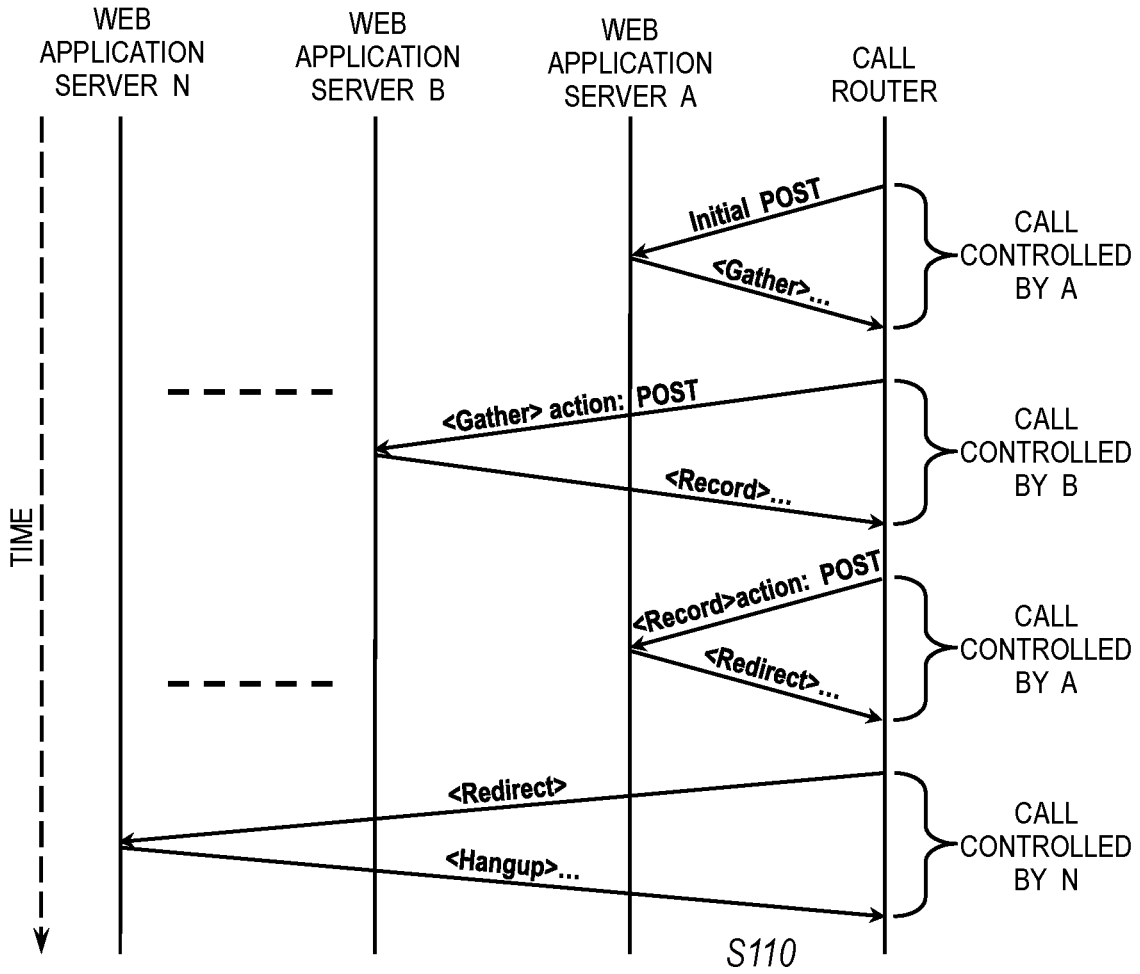 WEB
APPLICATION
SERVER N
WEB
APPLICATION
SERVER B
WEB
APPLICATION
SERVER A
CALL
ROUTER
Initial POST
<Gather>...
CALL
CONTROLLED
BY A
<Gather> action: POST
<Record>...
CALL
CONTROLLED
BY B
TIME
<Record>action: POST
<Redirect>...
CALL
CONTROLLED
BY A
<Redirect>
<Hangup>...
CALL
CONTROLLED
BY N
S110